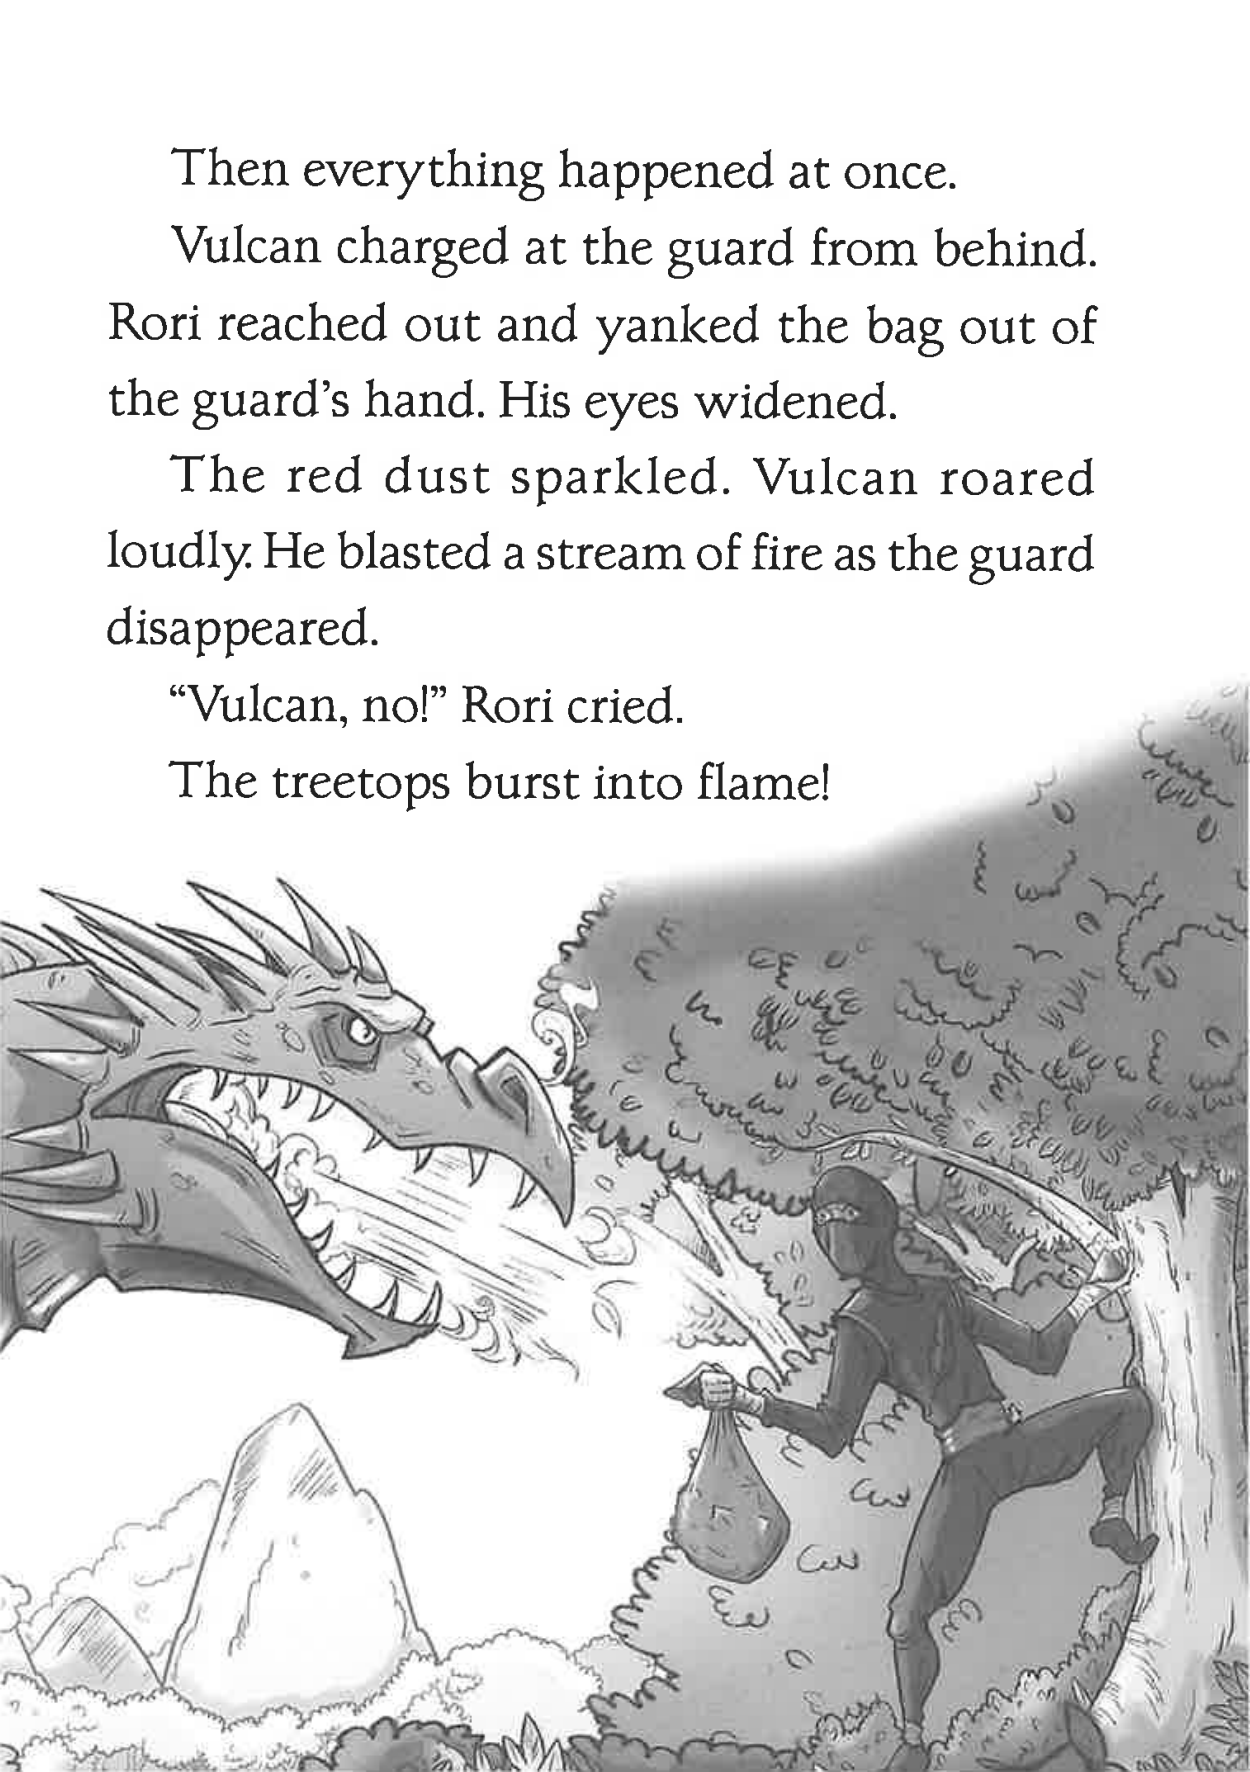 Then everything happened at once.
Vulcan charged at the guard from behind.
Rori reached out and yanked the bag out of
the guard's hand. His eyes widened.
The red dust sparkled. Vulcan roared
loudly. He blasted a stream of fire as the guard
disappeared.
“Vulcan, no!” Rori cried.
The treetops burst into flame!